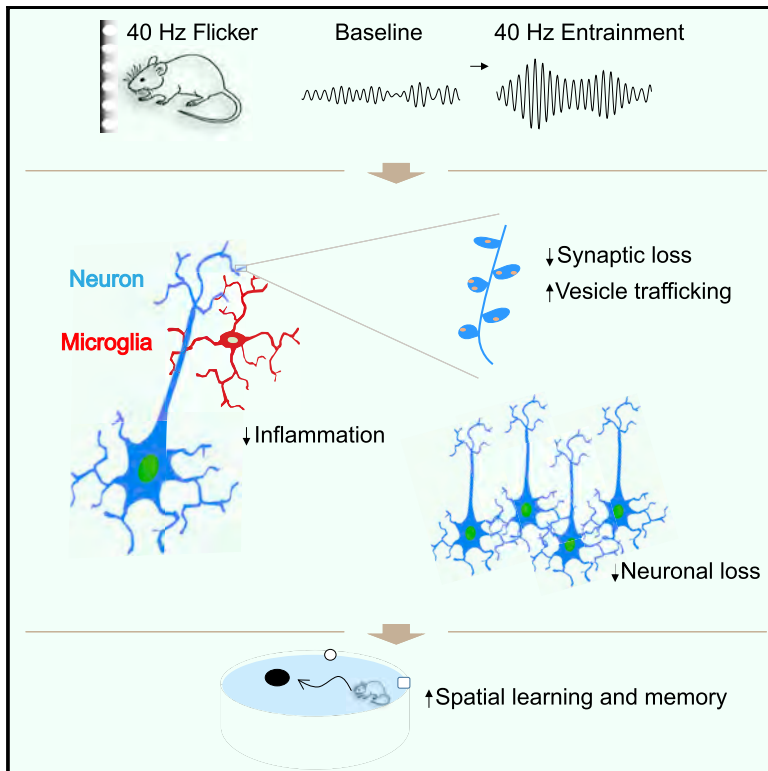 40 Hz Flicker
Baseline
40 Hz Entrainment
Neuron
Microglia
↓Inflammation
↓Synaptic loss
↑Vesicle trafficking
↓Neuronal loss
↑Spatial learning and memory